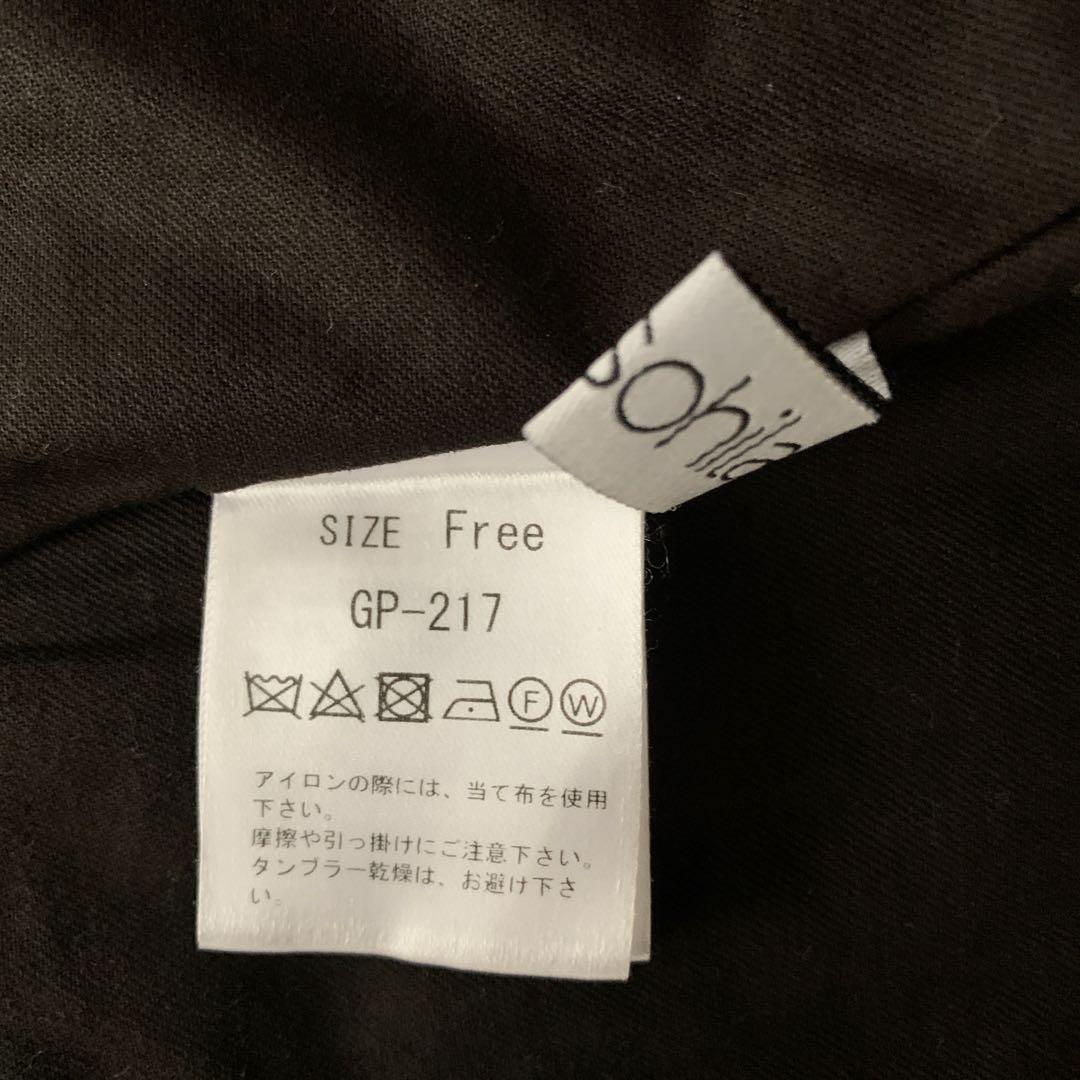 sohila
SIZE Free
GP-217
F W
アイロンの際には、当て布を使用
下さい。
摩擦や引っ掛けにご注意下さい。
タンブラー乾燥は、お避け下さ
い。